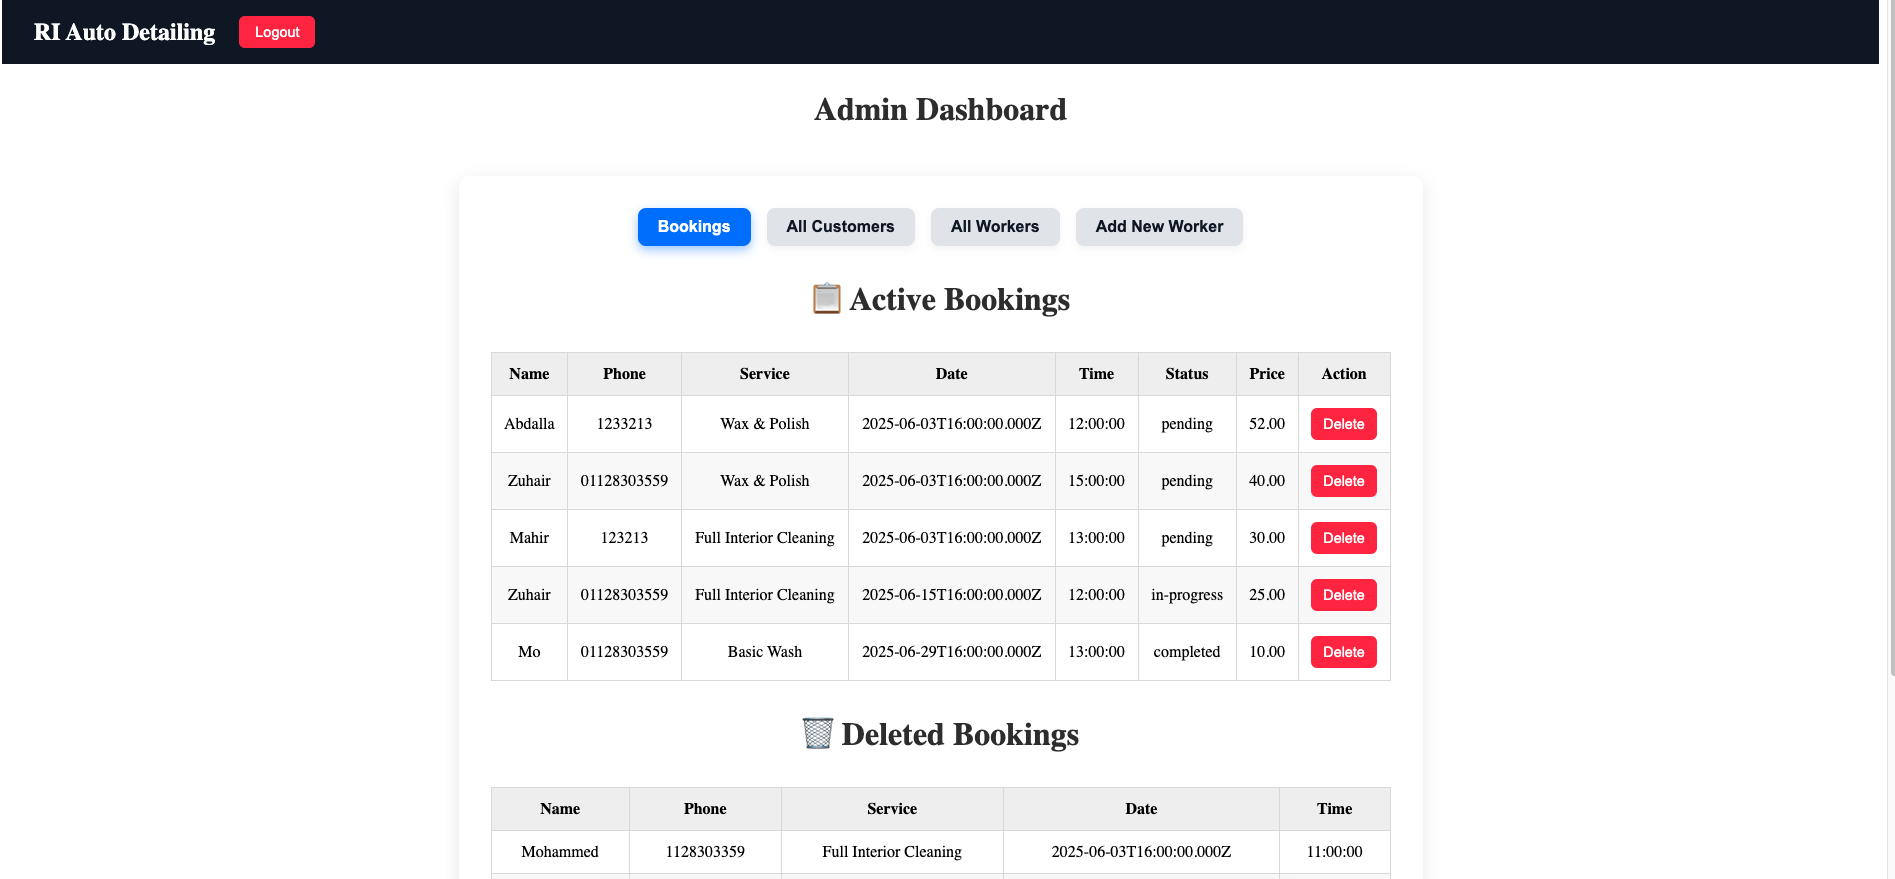 RI Auto Detailing Logout
Admin Dashboard
Bookings All Customers All Workers Add New Worker
Active Bookings
Name Phone Service Date Time Status Price Action
Abdalla 1233213 Wax & Polish 2025-06-03T16:00:00.000Z 12:00:00 pending 52.00 Delete
Zuhair 01128303559 Wax & Polish 2025-06-03T16:00:00.000Z 15:00:00 pending 40.00 Delete
Mahir 123213 Full Interior Cleaning 2025-06-03T16:00:00.000Z 13:00:00 pending 30.00 Delete
Zuhair 01128303559 Full Interior Cleaning 2025-06-15T16:00:00.000Z 12:00:00 in-progress 25.00 Delete
Mo 01128303559 Basic Wash 2025-06-29T16:00:00.000Z 13:00:00 completed 10.00 Delete
Deleted Bookings
Name Phone Service Date Time
Mohammed 1128303359 Full Interior Cleaning 2025-06-03T16:00:00.000Z 11:00:00